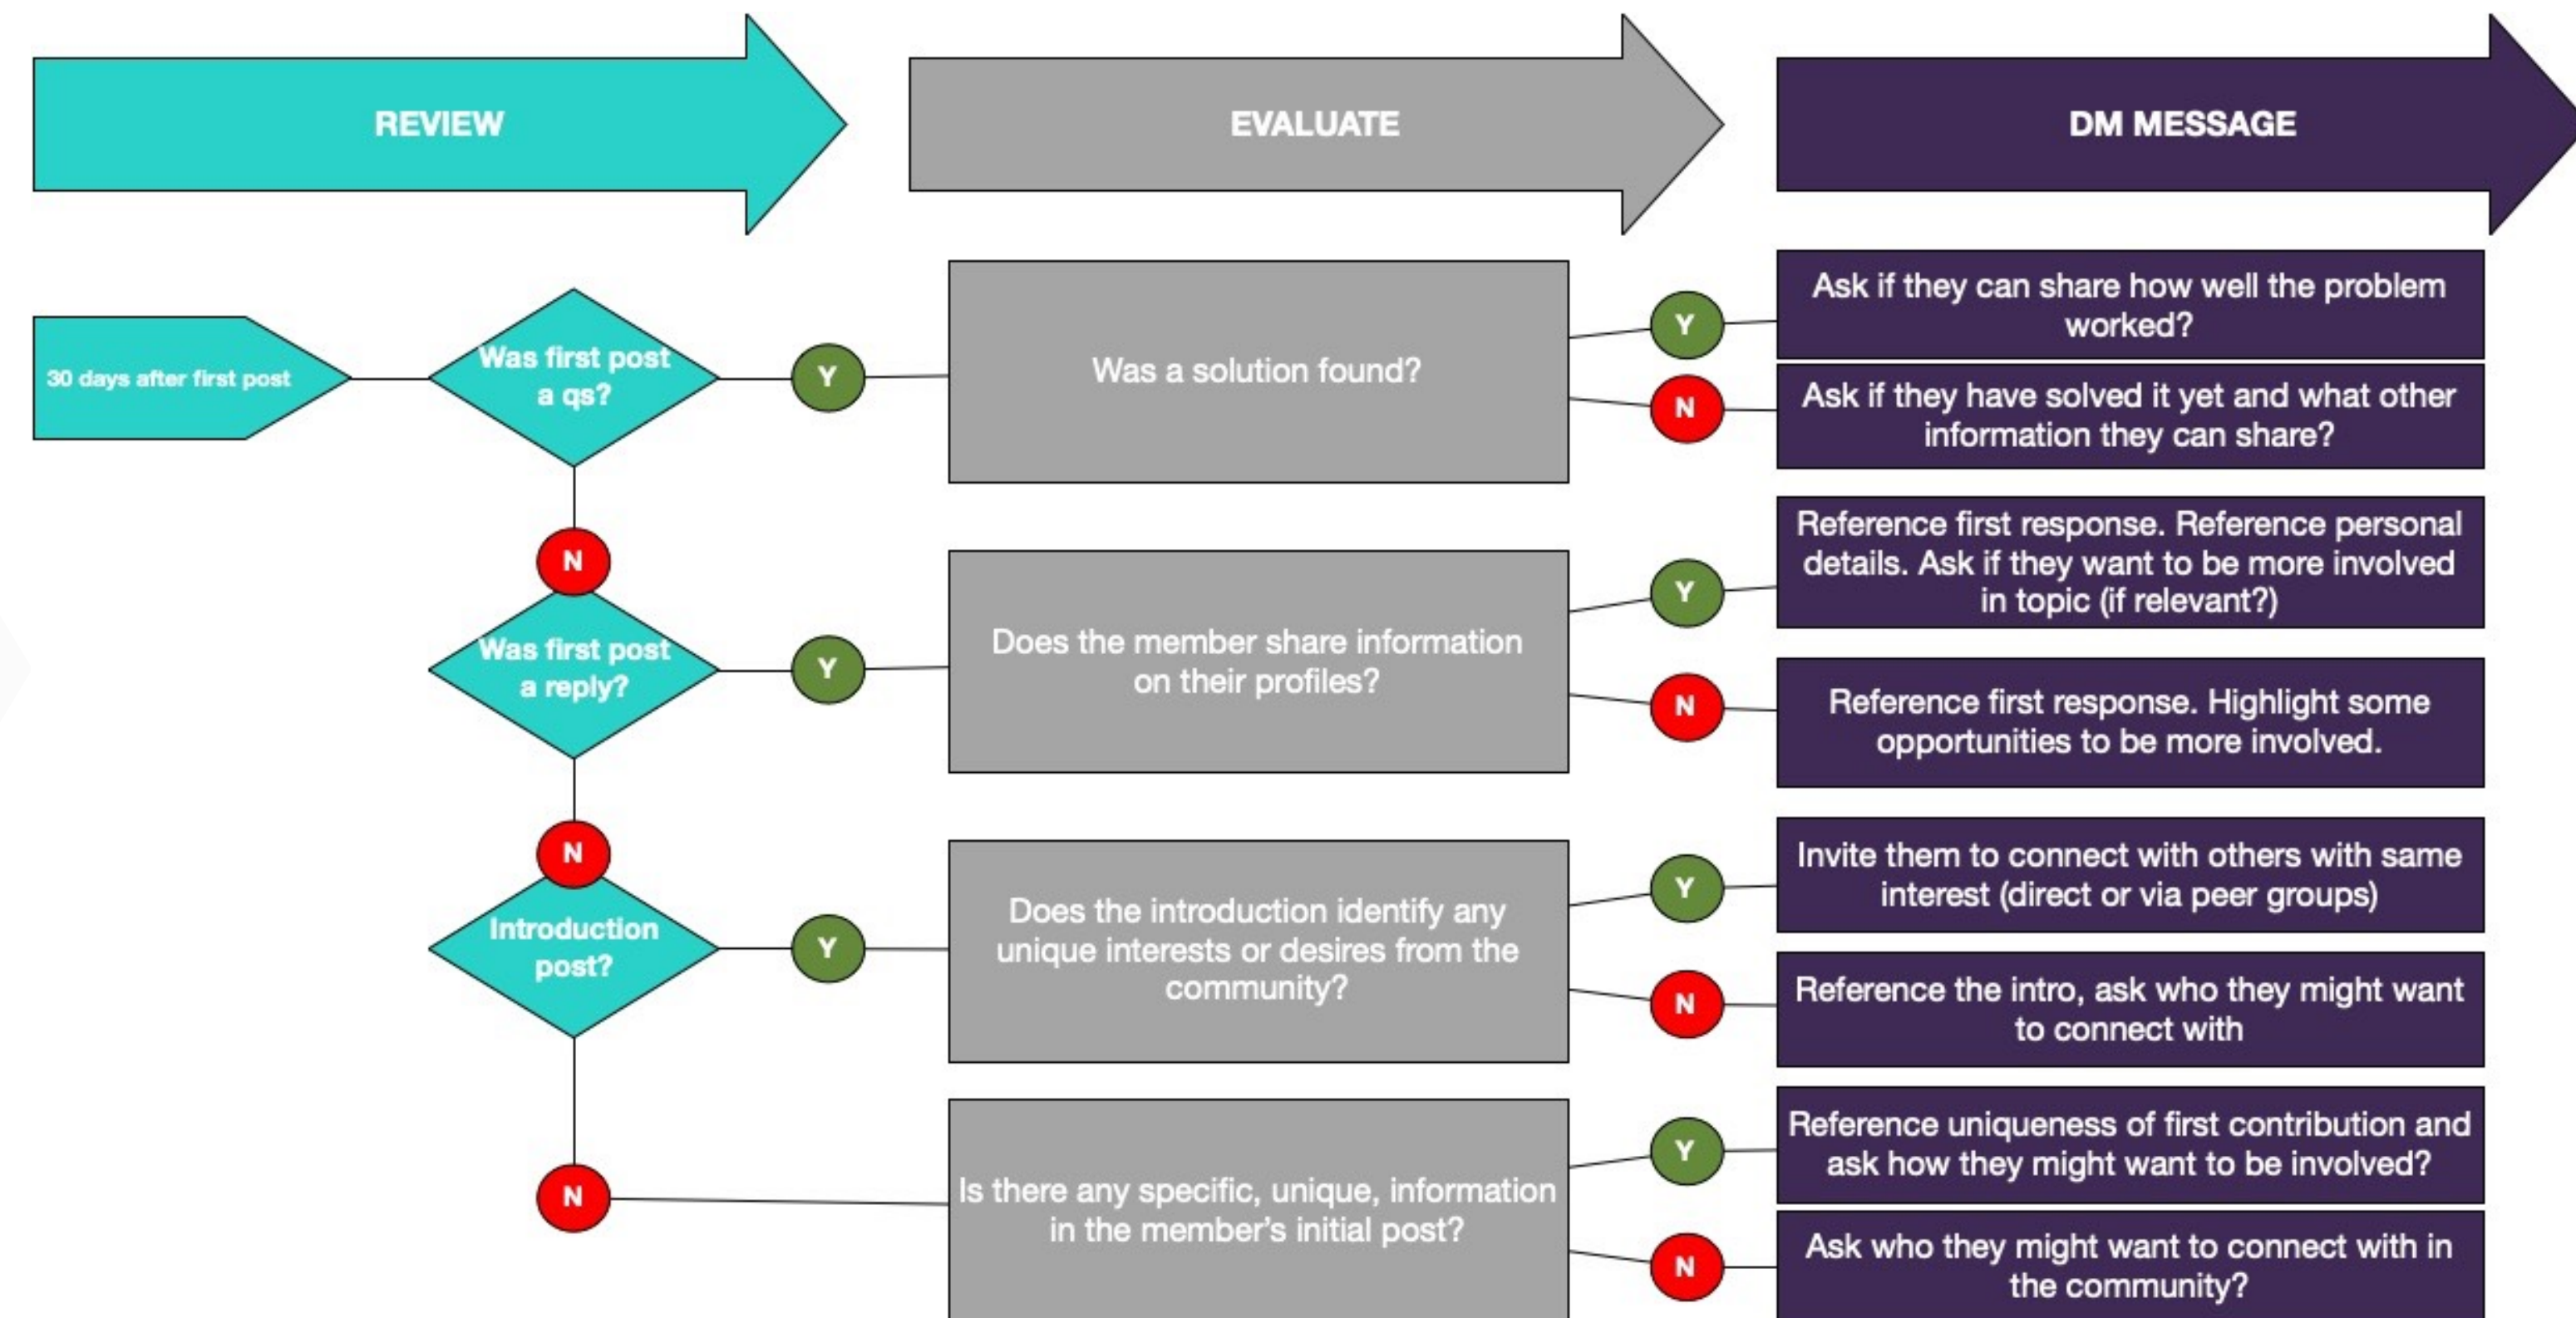 REVIEW
EVALUATE
DM MESSAGE
30 days after first post
Was first post
a qs?
Y
Was a solution found?
Y
Ask if they can share how well the problem
worked?
N
Ask if they have solved it yet and what other
information they can share?
N
Was first post
a reply?
Y
Does the member share information
on their profiles?
Y
Reference first response. Reference personal
details. Ask if they want to be more involved
in topic (if relevant?)
N
Reference first response. Highlight some
opportunities to be more involved.
N
Introduction
post?
Y
Does the introduction identify any
unique interests or desires from the
community?
Y
Invite them to connect with others with same
interest (direct or via peer groups)
N
Reference the intro, ask who they might want
to connect with
N
Is there any specific, unique, information
in the member's initial post?
Y
Reference uniqueness of first contribution and
ask how they might want to be involved?
N
Ask who they might want to connect with in
the community?